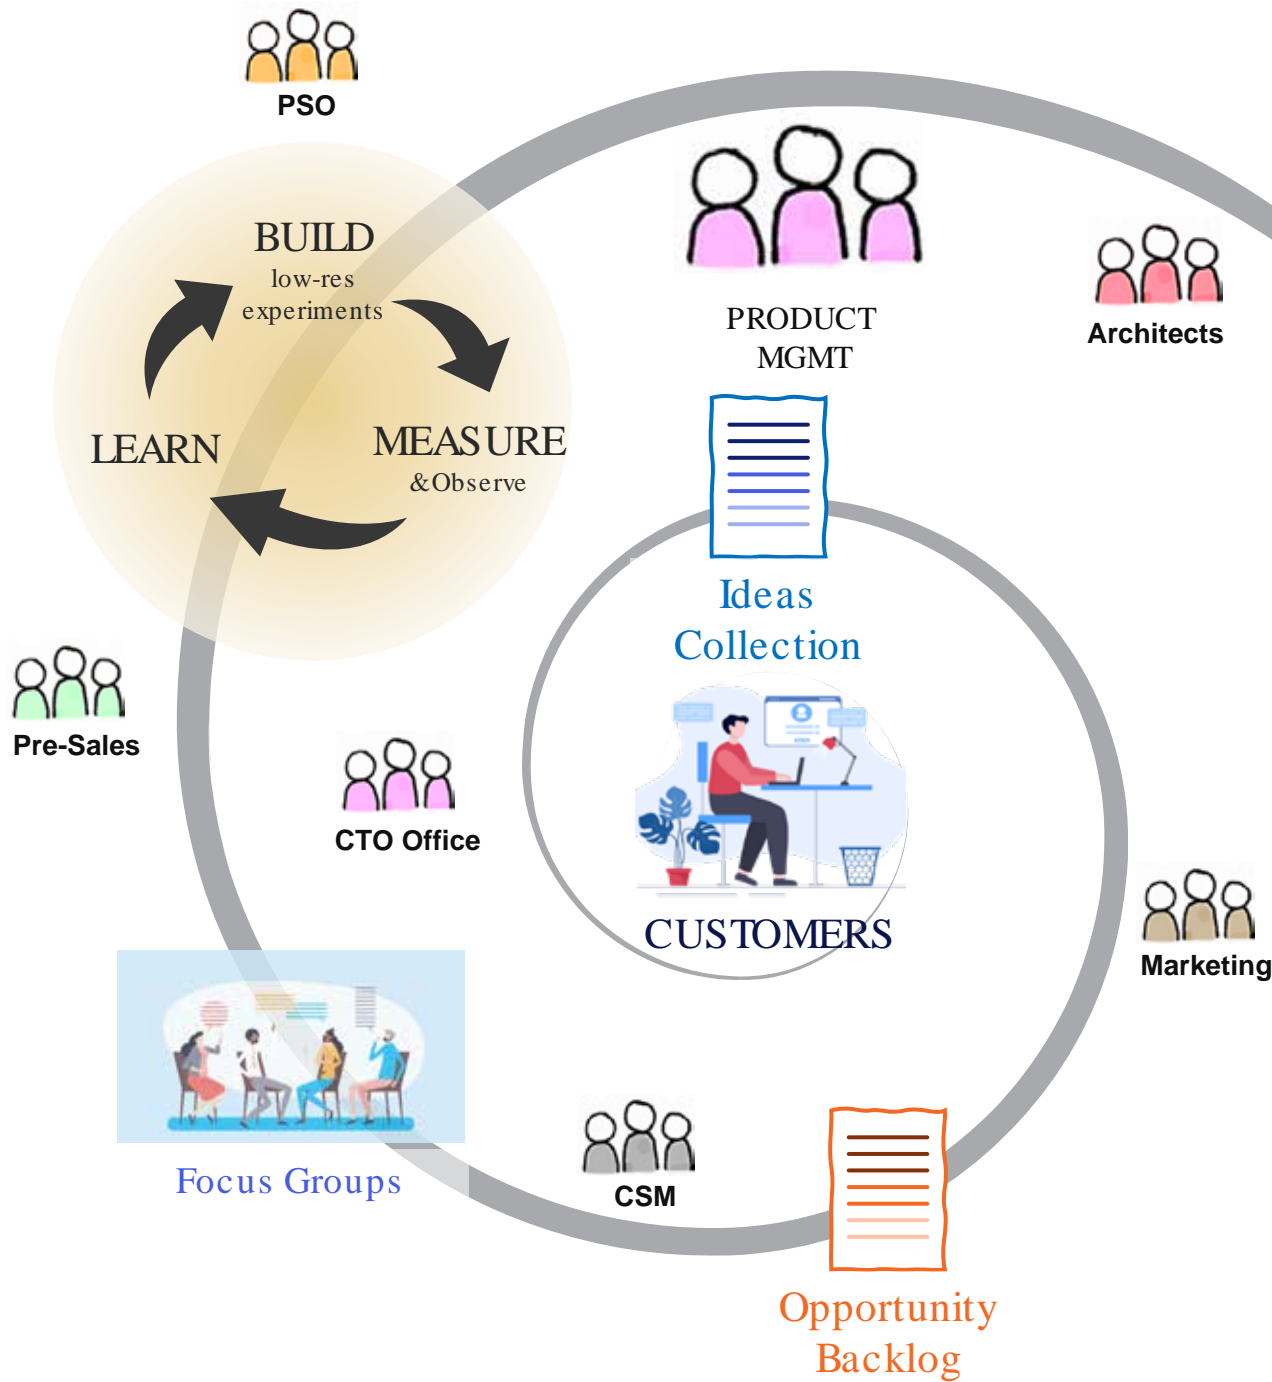 PSO
BUILD
low-res
experiments
LEARN
MEASURE
&Observe
PRODUCT
MGMT
Architects
Ideas
Collection
Pre-Sales
CTO Office
CUSTOMERS
Marketing
Focus Groups
CSM
Opportunity
Backlog